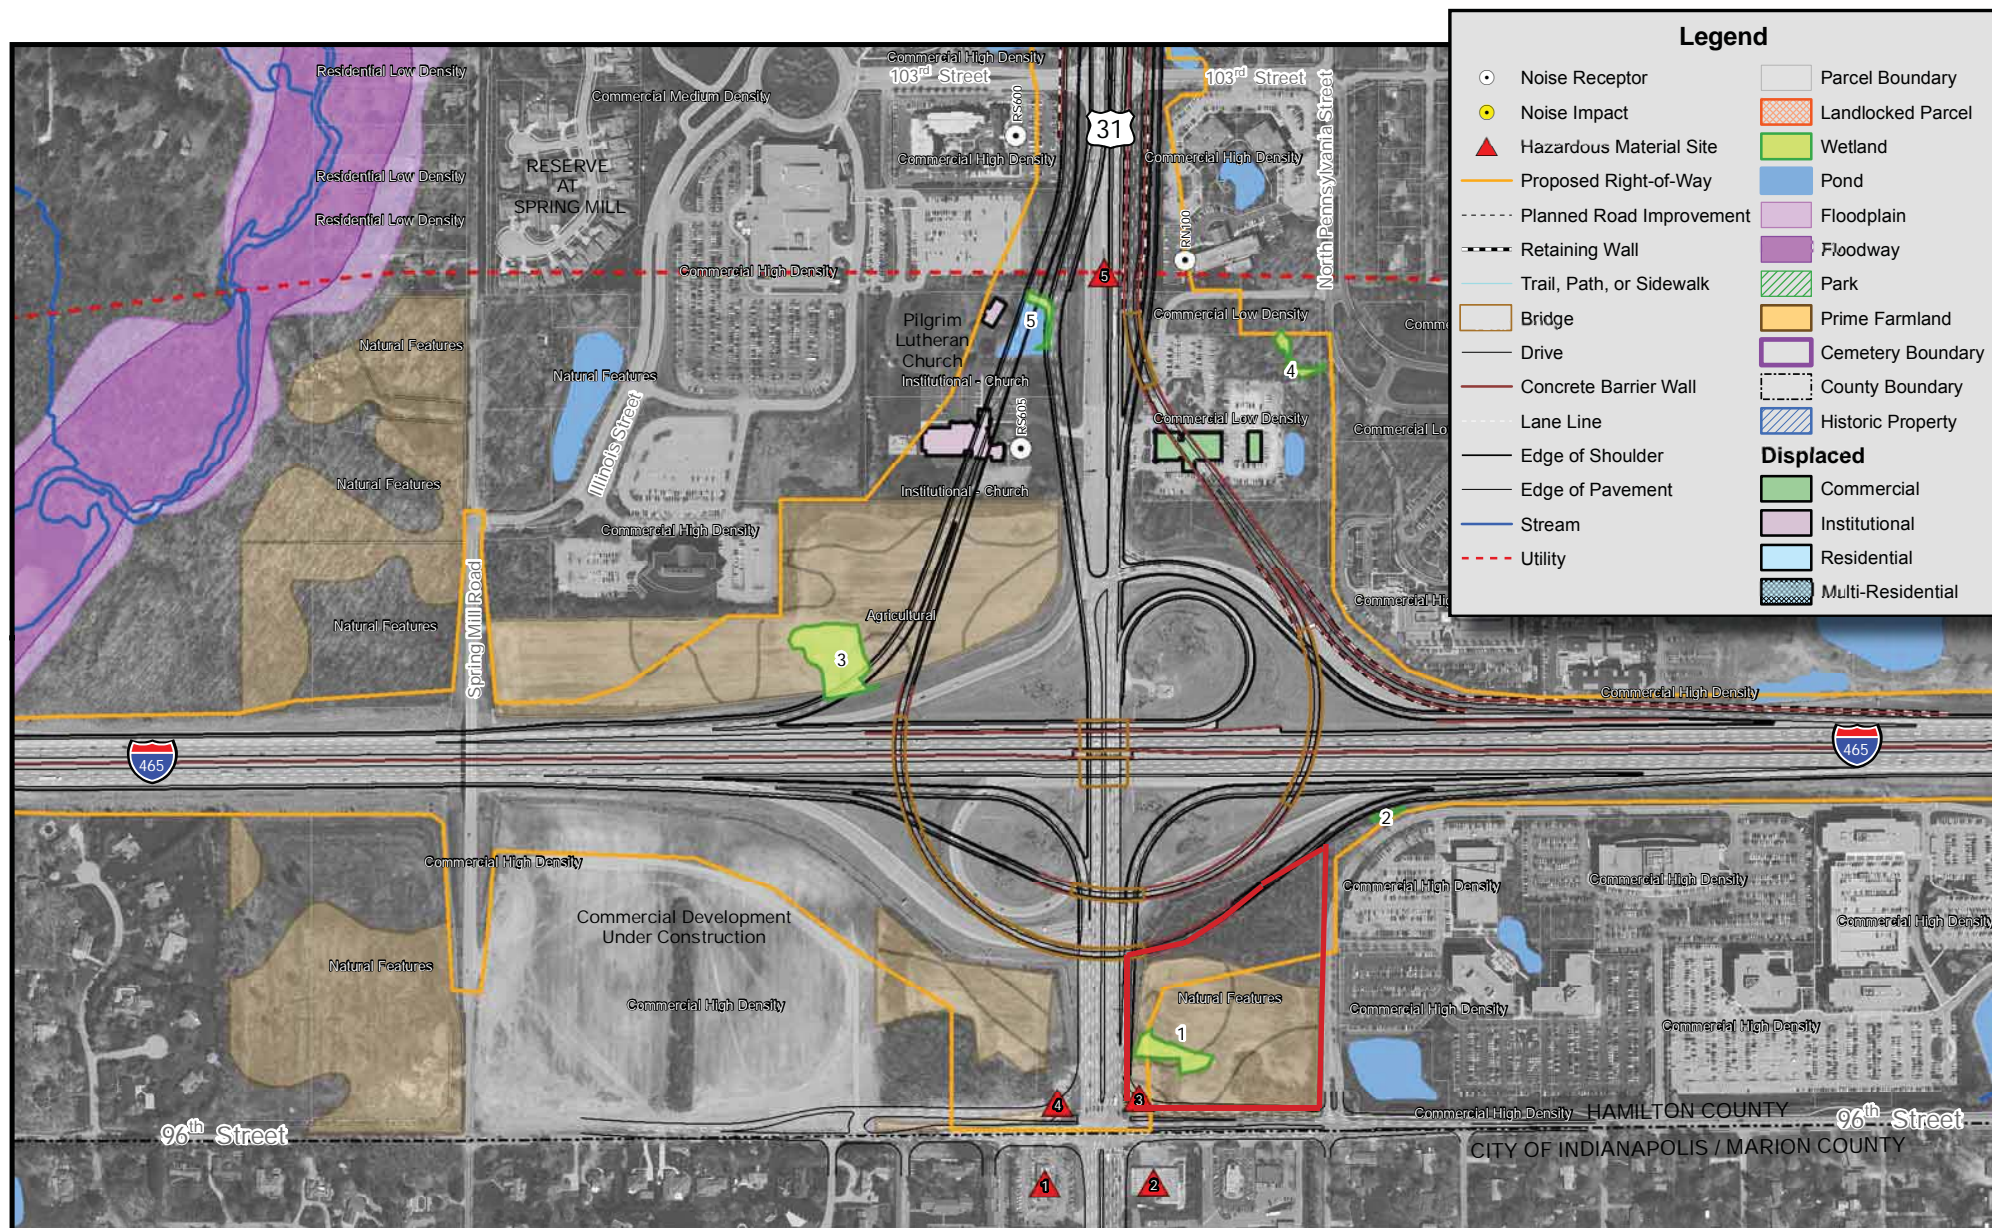 Legend
Noise Receptor
Noise Impact
Hazardous Material Site
Proposed Right-of-Way
Planned Road Improvement
Retaining Wall
Trail, Path, or Sidewalk
Bridge
Drive
Concrete Barrier Wall
Lane Line
Edge of Shoulder
Edge of Pavement
Stream
Utility
Parcel Boundary
Landlocked Parcel
Wetland
Pond
Floodplain
Floodway
Park
Prime Farmland
Cemetery Boundary
County Boundary
Historic Property
Displaced
Commercial
Institutional
Residential
Multi-Residential
Residential Low Density
Commercial High Density
103rd Street
103rd Street
North Pennsylvania Street
Commercial Medium Density
RS600
31
Commercial High Density
Commercial High Density
RESERVE
AT
SPRING MILL
Residential Low Density
Residential Low Density
RN100
Commercial High Density
5
Pilgrim
Lutheran
Church
5
Commercial Low Density
Natural Features
Natural Features
Institutional - Church
4
Illinois Street
RS605
Commercial Low Density
Commercial Lo
Natural Features
Institutional - Church
Commercial High Density
Spring Mill Road
Natural Features
Agricultural
3
Commercial High Density
465
465
2
Commercial High Density
Commercial High Density
Commercial High Density
Commercial Development
Under Construction
Commercial High Density
Natural Features
Commercial High Density
Natural Features
1
Commercial High Density
Commercial High Density
4
3
Commercial High Density
HAMILTON COUNTY
96th Street
96th Street
CITY OF INDIANAPOLIS / MARION COUNTY
1
2